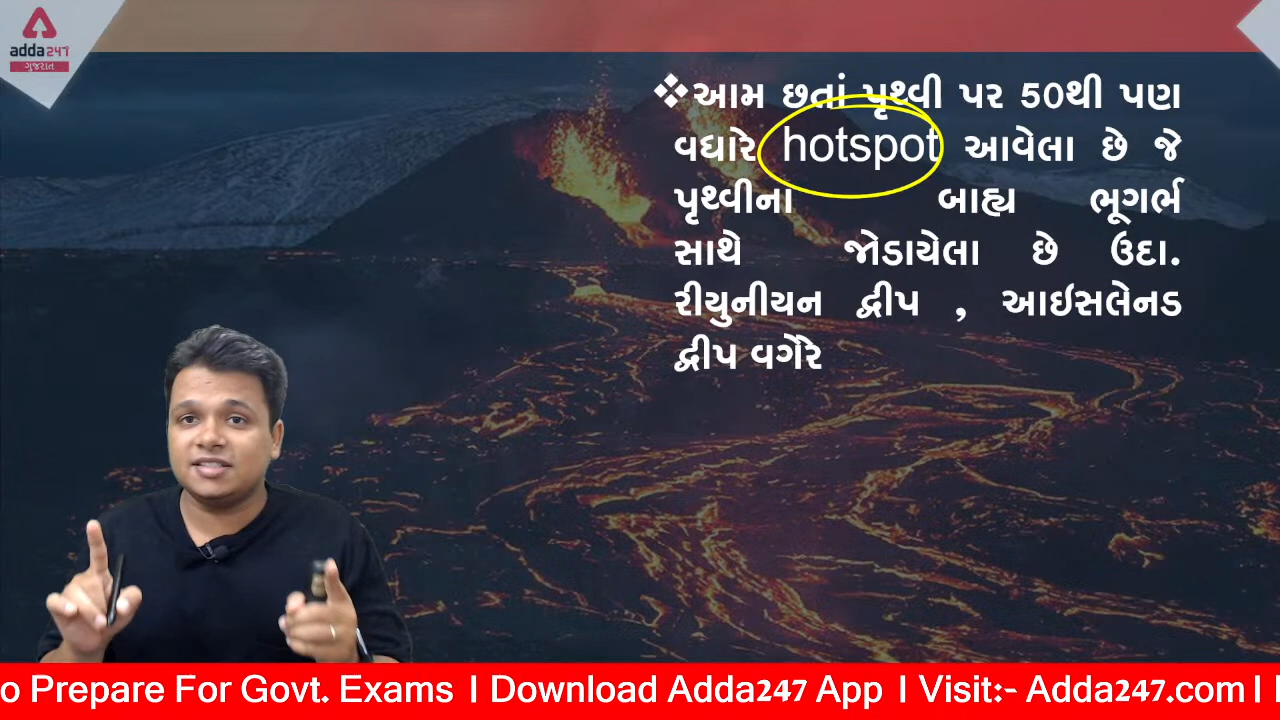 adda247
ગુજરાત
❖આમ છતાં પૃથ્વી પર 50થી પણ
વધારે hotspot આવેલા છે જે
પૃથ્વીના બાહ્ય ભૂગર્ભ
સાથે જોડાયેલા છે ઉદા.
રીયુનીયન દ્વીપ , આઇસલેનડ
દ્વીપ વગેરે
o Prepare For Govt. Exams । Download Adda247 App । Visit:- Adda247.com ।